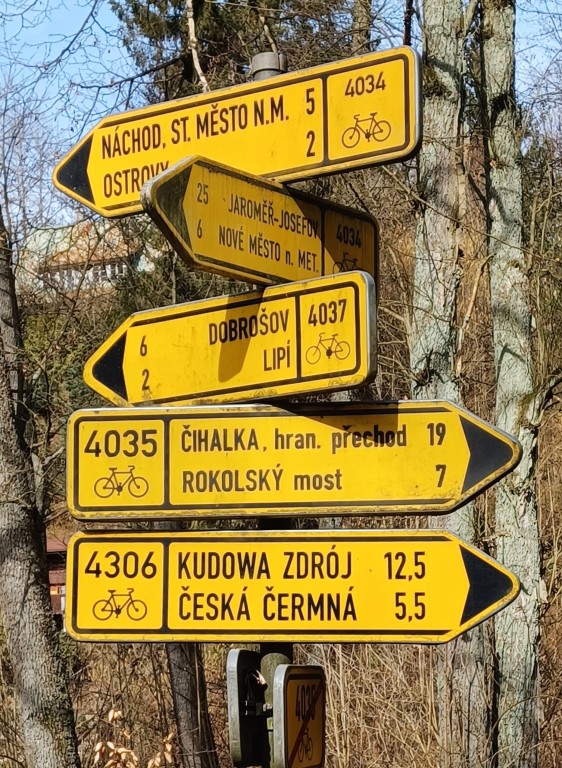 NÁCHOD, ST. MĚSTO N.M. 5 4034
OSTROVY 2
25 JAROMĚŘ-JOSEFOV 4034
6 NOVÉ MĚSTO n. MET.
6 DOBROŠOV 4037
2 LIPÍ
4035 ČIHALKA, hran. přechod 19
ROKOLSKÝ most 7
4306 KUDOWA ZDRÓJ 12,5
ČESKÁ ČERMNÁ 5,5
4035